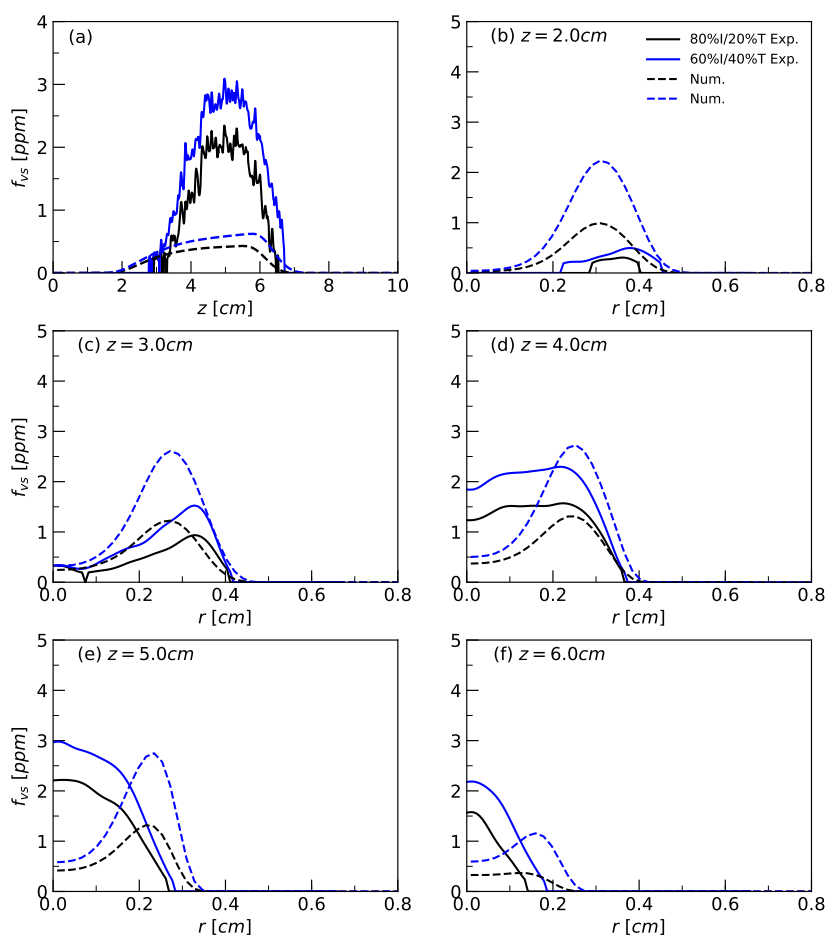 (a)
4
3
2
1
0
0 2 4 6 8 10
f_vs [ppm]
z [cm]
(b) z = 2.0cm
80%I/20%T Exp.
60%I/40%T Exp.
Num.
Num.
5
4
3
2
1
0
0.0 0.2 0.4 0.6 0.8
r [cm]
(c) z = 3.0cm
5
4
3
2
1
0
0.0 0.2 0.4 0.6 0.8
f_vs [ppm]
r [cm]
(d) z = 4.0cm
5
4
3
2
1
0
0.0 0.2 0.4 0.6 0.8
r [cm]
(e) z = 5.0cm
5
4
3
2
1
0
0.0 0.2 0.4 0.6 0.8
f_vs [ppm]
r [cm]
(f) z = 6.0cm
5
4
3
2
1
0
0.0 0.2 0.4 0.6 0.8
r [cm]